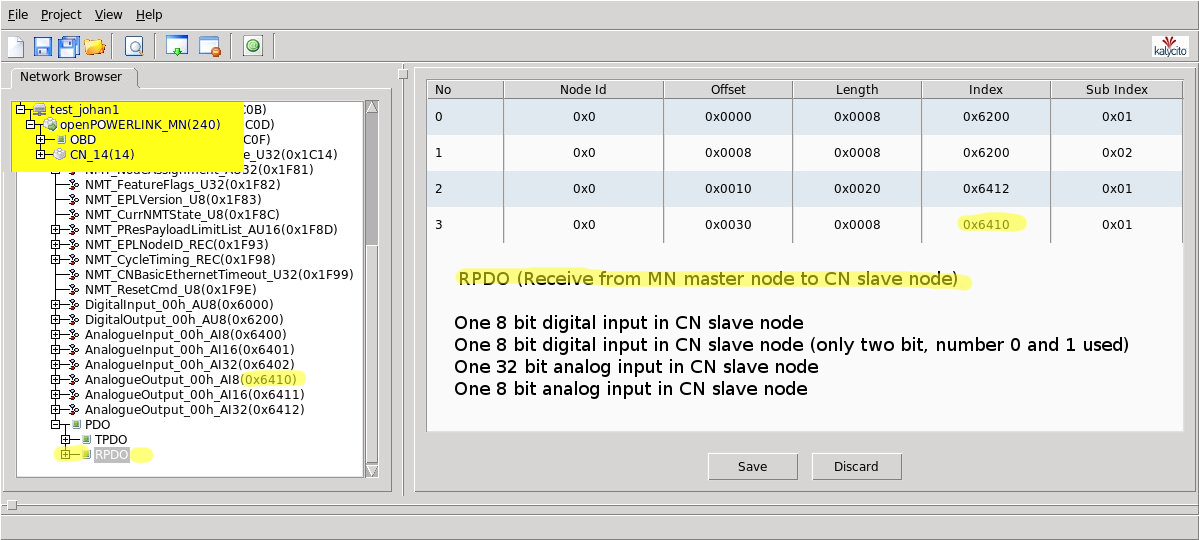 File Project View Help
kalycito
Network Browser
test_johan1
C0B)
openPOWERLINK_MN(240)
C0D)
OBD
C0F)
CN_14(14)
e_U32(0x1C14)
NMT_NodeAssignment_AU32(0x1F81)
NMT_FeatureFlags_U32(0x1F82)
NMT_EPLVersion_U8(0x1F83)
NMT_CurrNMTState_U8(0x1F8C)
NMT_PResPayloadLimitList_AU16(0x1F8D)
NMT_EPLNodeID_REC(0x1F93)
NMT_CycleTiming_REC(0x1F98)
NMT_CNBasicEthernetTimeout_U32(0x1F99)
NMT_ResetCmd_U8(0x1F9E)
DigitalInput_00h_AU8(0x6000)
DigitalOutput_00h_AU8(0x6200)
AnalogueInput_00h_AI8(0x6400)
AnalogueInput_00h_AI16(0x6401)
AnalogueInput_00h_AI32(0x6402)
AnalogueOutput_00h_AI8(0x6410)
AnalogueOutput_00h_AI16(0x6411)
AnalogueOutput_00h_AI32(0x6412)
PDO
TPDO
RPDO
No Node Id Offset Length Index Sub Index
0 0x0 0x0000 0x0008 0x6200 0x01
1 0x0 0x0008 0x0008 0x6200 0x02
2 0x0 0x0010 0x0020 0x6412 0x01
3 0x0 0x0030 0x0008 0x6410 0x01
RPDO (Receive from MN master node to CN slave node)
One 8 bit digital input in CN slave node
One 8 bit digital input in CN slave node (only two bit, number 0 and 1 used)
One 32 bit analog input in CN slave node
One 8 bit analog input in CN slave node
Save Discard